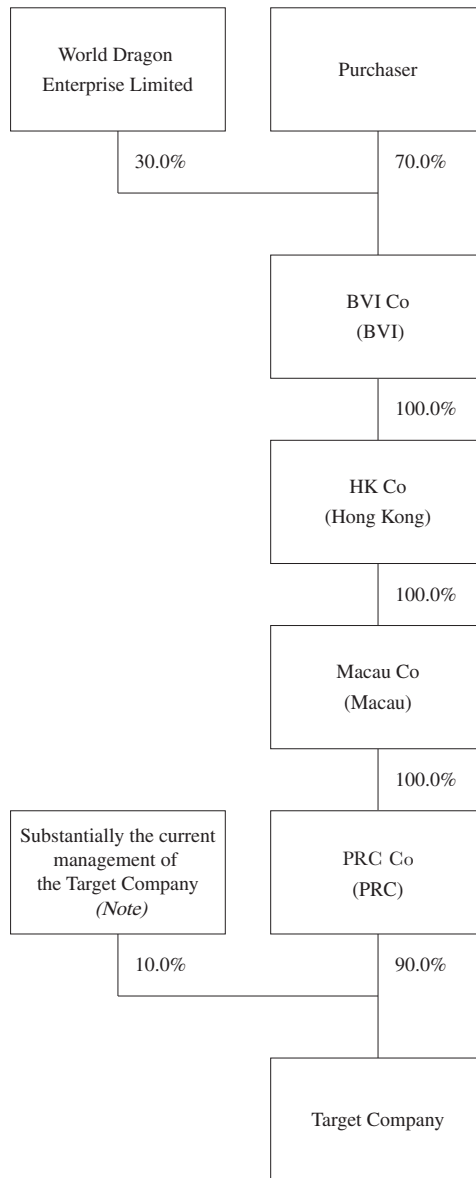 World Dragon
Enterprise Limited
Purchaser
30.0%
70.0%
BVI Co
(BVI)
100.0%
HK Co
(Hong Kong)
100.0%
Macau Co
(Macau)
100.0%
Substantially the current
management of
the Target Company
(Note)
PRC Co
(PRC)
10.0%
90.0%
Target Company